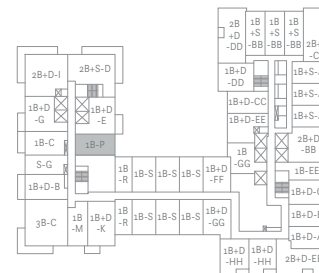 2B
+D
-DD
1B
+S
-BB
1B
+S
-BB
1B
+S
-BB
2B+D-I
2B+S-D
1B+D
-DD
1B+D
-G
1B+D
-E
1B+D-CC
1B+D-EE
1B-C
1B-P
2B+D
-BB
S-G
1B
-GG
1B+D-B
1B
-R
1B-S
1B-S
1B-S
1B+D
-FF
1B-EE
3B-C
1B
-M
1B+D
-K
1B
-R
1B-S
1B-S
1B-S
1B+D
-GG
1B+D
-HH
1B+D
-HH